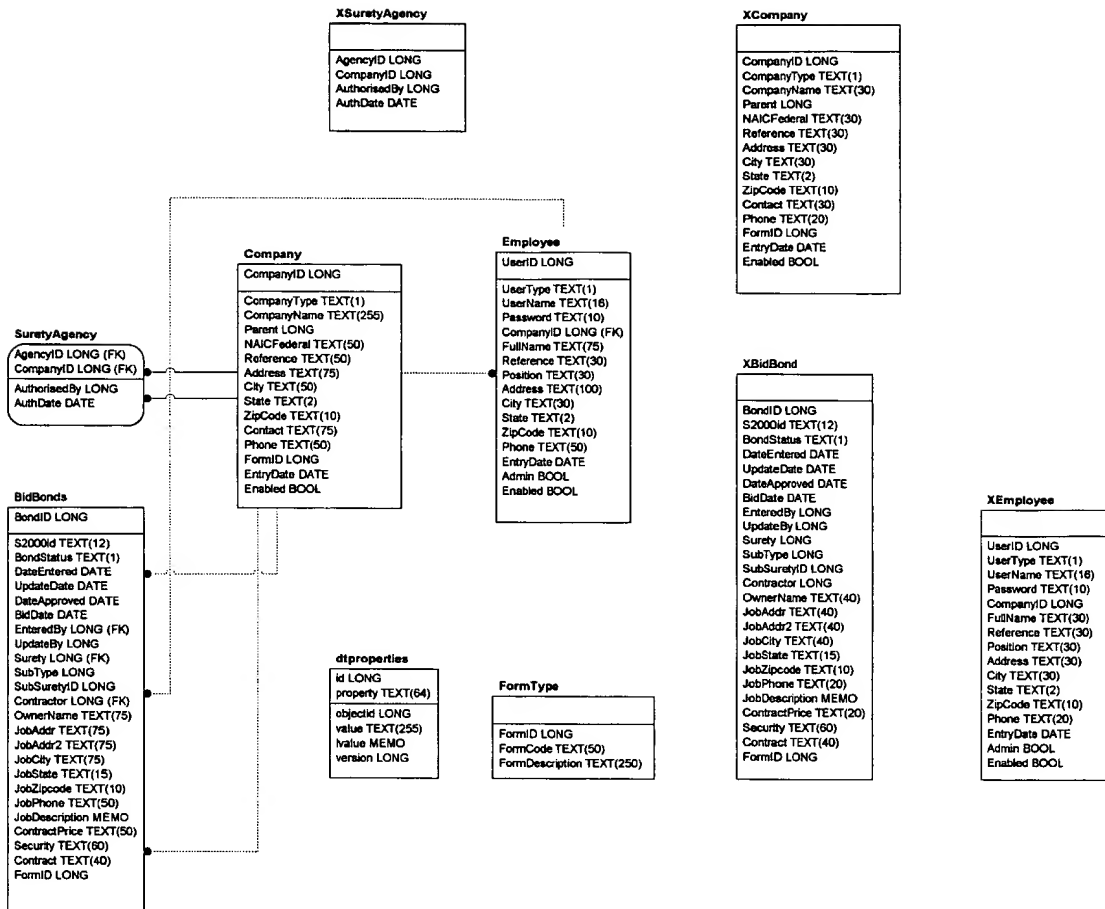 XSuretyAgency
AgencyID LONG
CompanyID LONG
AuthorisedBy LONG
AuthDate DATE
XCompany
CompanyID LONG
CompanyType TEXT(1)
CompanyName TEXT(30)
Parent LONG
NAICFederal TEXT(30)
Reference TEXT(30)
Address TEXT(30)
City TEXT(30)
State TEXT(2)
ZipCode TEXT(10)
Contact TEXT(30)
Phone TEXT(20)
FormID LONG
EntryDate DATE
Enabled BOOL
Company
CompanyID LONG
CompanyType TEXT(1)
CompanyName TEXT(255)
Parent LONG
NAICFederal TEXT(50)
Reference TEXT(50)
Address TEXT(75)
City TEXT(50)
State TEXT(2)
ZipCode TEXT(10)
Contact TEXT(75)
Phone TEXT(50)
FormID LONG
EntryDate DATE
Enabled BOOL
Employee
UserID LONG
UserType TEXT(1)
UserName TEXT(16)
Password TEXT(10)
CompanyID LONG (FK)
FullName TEXT(75)
Reference TEXT(30)
Position TEXT(30)
Address TEXT(100)
City TEXT(30)
State TEXT(2)
ZipCode TEXT(10)
Phone TEXT(50)
EntryDate DATE
Admin BOOL
Enabled BOOL
SuretyAgency
AgencyID LONG (FK)
CompanyID LONG (FK)
AuthorisedBy LONG
AuthDate DATE
BidBonds
BondID LONG
S2000id TEXT(12)
BondStatus TEXT(1)
DateEntered DATE
UpdateDate DATE
DateApproved DATE
BidDate DATE
EnteredBy LONG (FK)
UpdateBy LONG
Surety LONG (FK)
SubType LONG
SubSuretyID LONG
Contractor LONG (FK)
OwnerName TEXT(75)
JobAddr TEXT(75)
JobAddr2 TEXT(75)
JobCity TEXT(75)
JobState TEXT(15)
JobZipcode TEXT(10)
JobPhone TEXT(50)
JobDescription MEMO
ContractPrice TEXT(50)
Security TEXT(60)
Contract TEXT(40)
FormID LONG
dtproperties
id LONG
property TEXT(64)
objectid LONG
value TEXT(255)
lvalue MEMO
version LONG
FormType
FormID LONG
FormCode TEXT(50)
FormDescription TEXT(250)
XBidBond
BondID LONG
S2000id TEXT(12)
BondStatus TEXT(1)
DateEntered DATE
UpdateDate DATE
DateApproved DATE
BidDate DATE
EnteredBy LONG
UpdateBy LONG
Surety LONG
SubType LONG
SubSuretyID LONG
Contractor LONG
OwnerName TEXT(40)
JobAddr TEXT(40)
JobAddr2 TEXT(40)
JobCity TEXT(40)
JobState TEXT(15)
JobZipcode TEXT(10)
JobPhone TEXT(20)
JobDescription MEMO
ContractPrice TEXT(20)
Security TEXT(60)
Contract TEXT(40)
FormID LONG
XEmployee
UserID LONG
UserType TEXT(1)
UserName TEXT(16)
Password TEXT(10)
CompanyID LONG
FullName TEXT(30)
Reference TEXT(30)
Position TEXT(30)
Address TEXT(30)
City TEXT(30)
State TEXT(2)
ZipCode TEXT(10)
Phone TEXT(20)
EntryDate DATE
Admin BOOL
Enabled BOOL